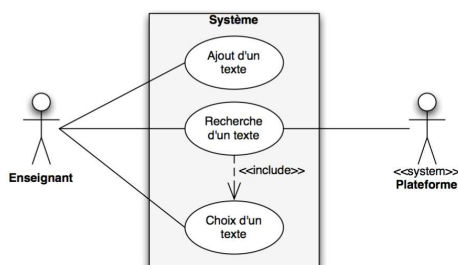 Système
Ajout d'un
texte
Recherche
d'un texte
<<include>>
Enseignant
<<system>>
Plateforme
Choix d'un
texte